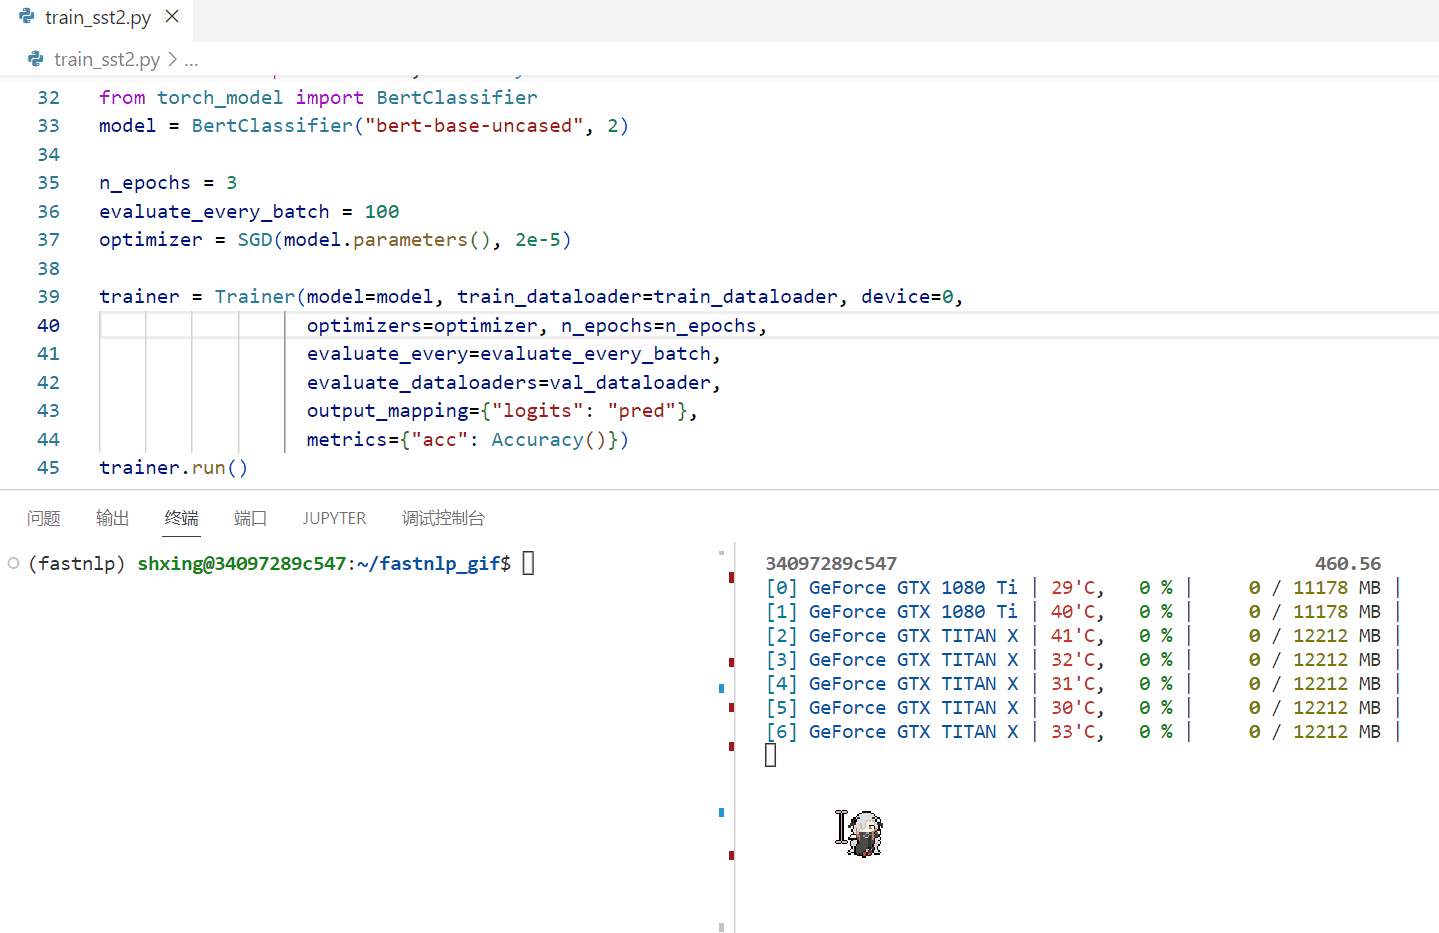 train_sst2.py
train_sst2.py > ...
32 from torch_model import BertClassifier
33 model = BertClassifier("bert-base-uncased", 2)
34
35 n_epochs = 3
36 evaluate_every_batch = 100
37 optimizer = SGD(model.parameters(), 2e-5)
38
39 trainer = Trainer(model=model, train_dataloader=train_dataloader, device=0,
40 optimizers=optimizer, n_epochs=n_epochs,
41 evaluate_every=evaluate_every_batch,
42 evaluate_dataloaders=val_dataloader,
43 output_mapping={"logits": "pred"},
44 metrics={"acc": Accuracy()})
45 trainer.run()
问题 输出 终端 端口 JUPYTER 调试控制台
(fastnlp) shxing@34097289c547:~/fastnlp_gif$
34097289c547 460.56
[0] GeForce GTX 1080 Ti | 29'C, 0 % | 0 / 11178 MB |
[1] GeForce GTX 1080 Ti | 40'C, 0 % | 0 / 11178 MB |
[2] GeForce GTX TITAN X | 41'C, 0 % | 0 / 12212 MB |
[3] GeForce GTX TITAN X | 32'C, 0 % | 0 / 12212 MB |
[4] GeForce GTX TITAN X | 31'C, 0 % | 0 / 12212 MB |
[5] GeForce GTX TITAN X | 30'C, 0 % | 0 / 12212 MB |
[6] GeForce GTX TITAN X | 33'C, 0 % | 0 / 12212 MB |